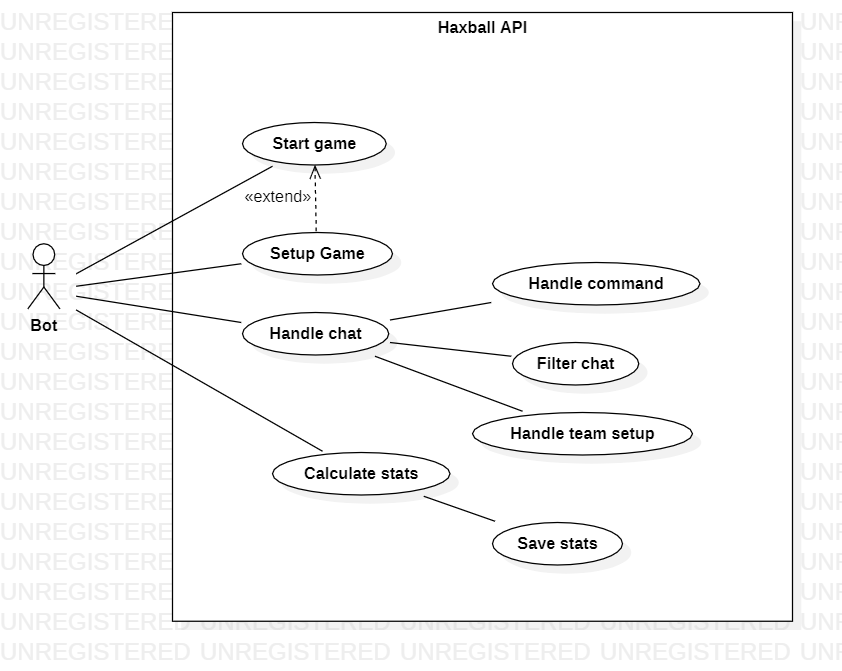 Haxball API
Start game
«extend»
Setup Game
Bot
Handle chat
Handle command
Filter chat
Handle team setup
Calculate stats
Save stats
UNREGISTERED UNREGISTERED UNREGISTERED UNREGISTERED UNR